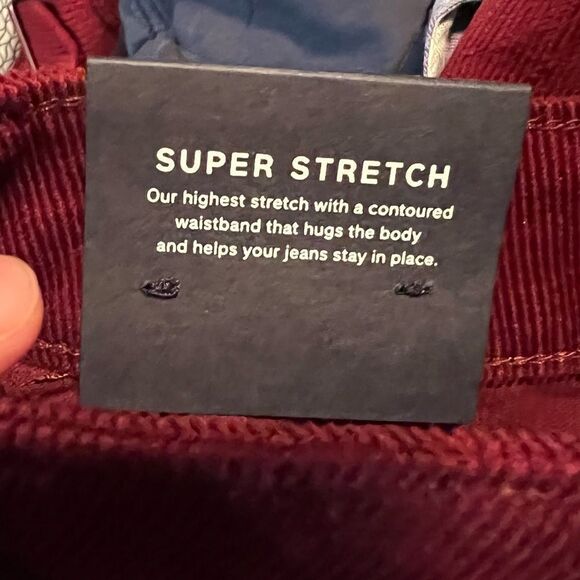 SUPER STRETCH
Our highest stretch with a contoured
waistband that hugs the body
and helps your jeans stay in place.